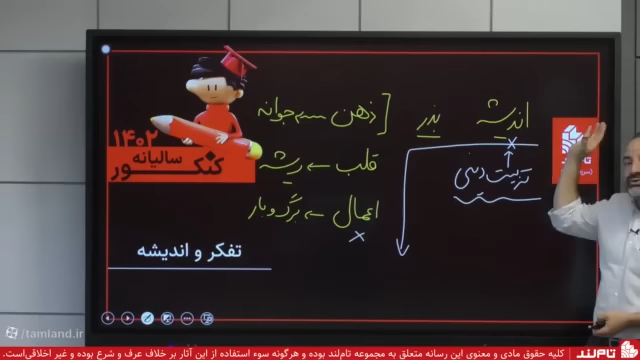 اندیشه بذر
ذهن ← جوانه
قلب ← ریشه
اعمال ← برگ و بار
تربیت دینی
۱۴۰۲
سالیانه
کنکور
تفکر و اندیشه
تاملند
/tamland.ir
تاملند | کلیه حقوق مادی و معنوی این رسانه متعلق به مجموعه تام‌لند بوده و هرگونه سوء استفاده از این آثار بر خلاف عرف و شرع بوده و غیر اخلاقی‌است.